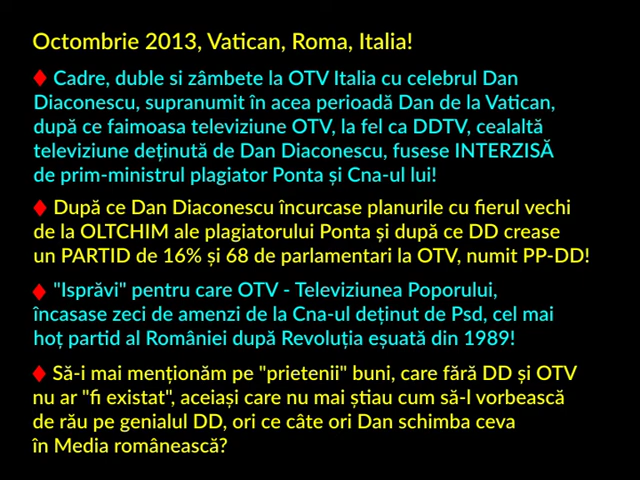 Octombrie 2013, Vatican, Roma, Italia!
Cadre, duble si zâmbete la OTV Italia cu celebrul Dan
Diaconescu, supranumit în acea perioadă Dan de la Vatican,
după ce faimoasa televiziune OTV, la fel ca DDTV, cealaltă
televiziune deținută de Dan Diaconescu, fusese INTERZISĂ
de prim-ministrul plagiator Ponta și Cna-ul lui!
După ce Dan Diaconescu încurcase planurile cu fierul vechi
de la OLTCHIM ale plagiatorului Ponta și după ce DD crease
un PARTID de 16% și 68 de parlamentari la OTV, numit PP-DD!
"Isprăvi" pentru care OTV - Televiziunea Poporului,
încasase zeci de amenzi de la Cna-ul deținut de Psd, cel mai
hoț partid al României după Revoluția eșuată din 1989!
Să-i mai menționăm pe "prietenii" buni, care fără DD și OTV
nu ar "fi existat", aceiași care nu mai știau cum să-l vorbească
de rău pe genialul DD, ori ce câte ori Dan schimba ceva
în Media românească?